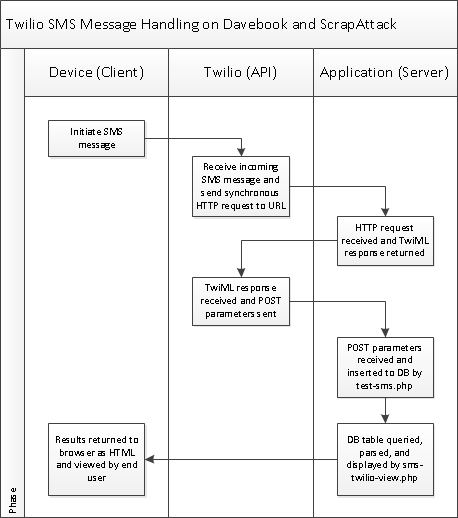 Twilio SMS Message Handling on Davebook and ScrapAttack
Device (Client)
Twilio (API)
Application (Server)
Initiate SMS
message
Receive incoming
SMS message and
send synchronous
HTTP request to URL
HTTP request
received and TwiML
response returned
TwiML response
received and POST
parameters sent
POST parameters
received and
inserted to DB by
test-sms.php
DB table queried,
parsed, and
displayed by sms-
twilio-view.php
Results returned to
browser as HTML
and viewed by end
user
Phase